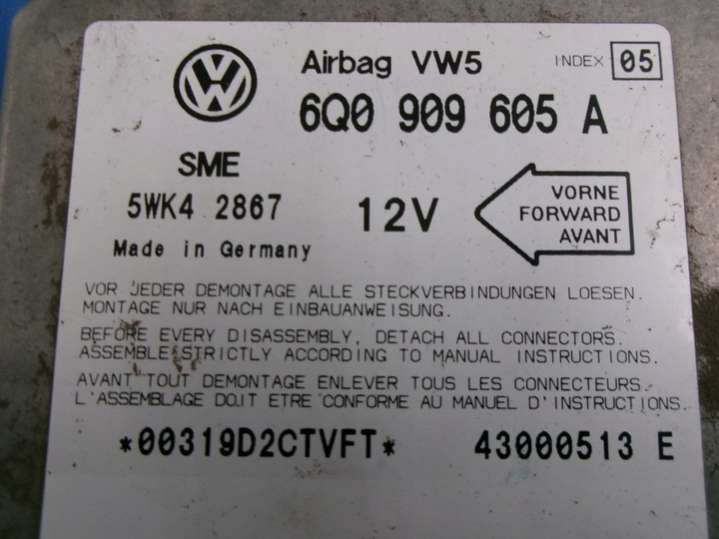 Airbag VW5 INDEX 05
6Q0 909 605 A
SME
5WK4 2867
12V
Made in Germany
VORNE
FORWARD
AVANT
VOR JEDER DEMONTAGE ALLE STECKVERBINDUNGEN LOESEN.
MONTAGE NUR NACH EINBAUANWEISUNG.
BEFORE EVERY DISASSEMBLY, DETACH ALL CONNECTORS.
ASSEMBLE STRICTLY ACCORDING TO MANUAL INSTRUCTIONS.
AVANT TOUT DEMONTAGE ENLEVER TOUS LES CONNECTEURS.
L'ASSEMBLAGE DOIT ETRE CONFORME AU MANUEL D'INSTRUCTIONS.
*00319D2CTVFT* 43000513 E